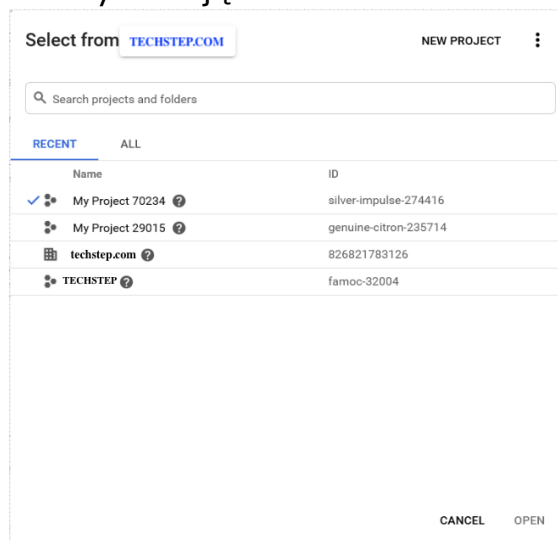 Select from TECHSTEP.COM NEW PROJECT
Search projects and folders
RECENT ALL
Name ID
My Project 70234 silver-impulse-274416
My Project 29015 genuine-citron-235714
techstep.com 826821783126
TECHSTEP famoc-32004
CANCEL OPEN